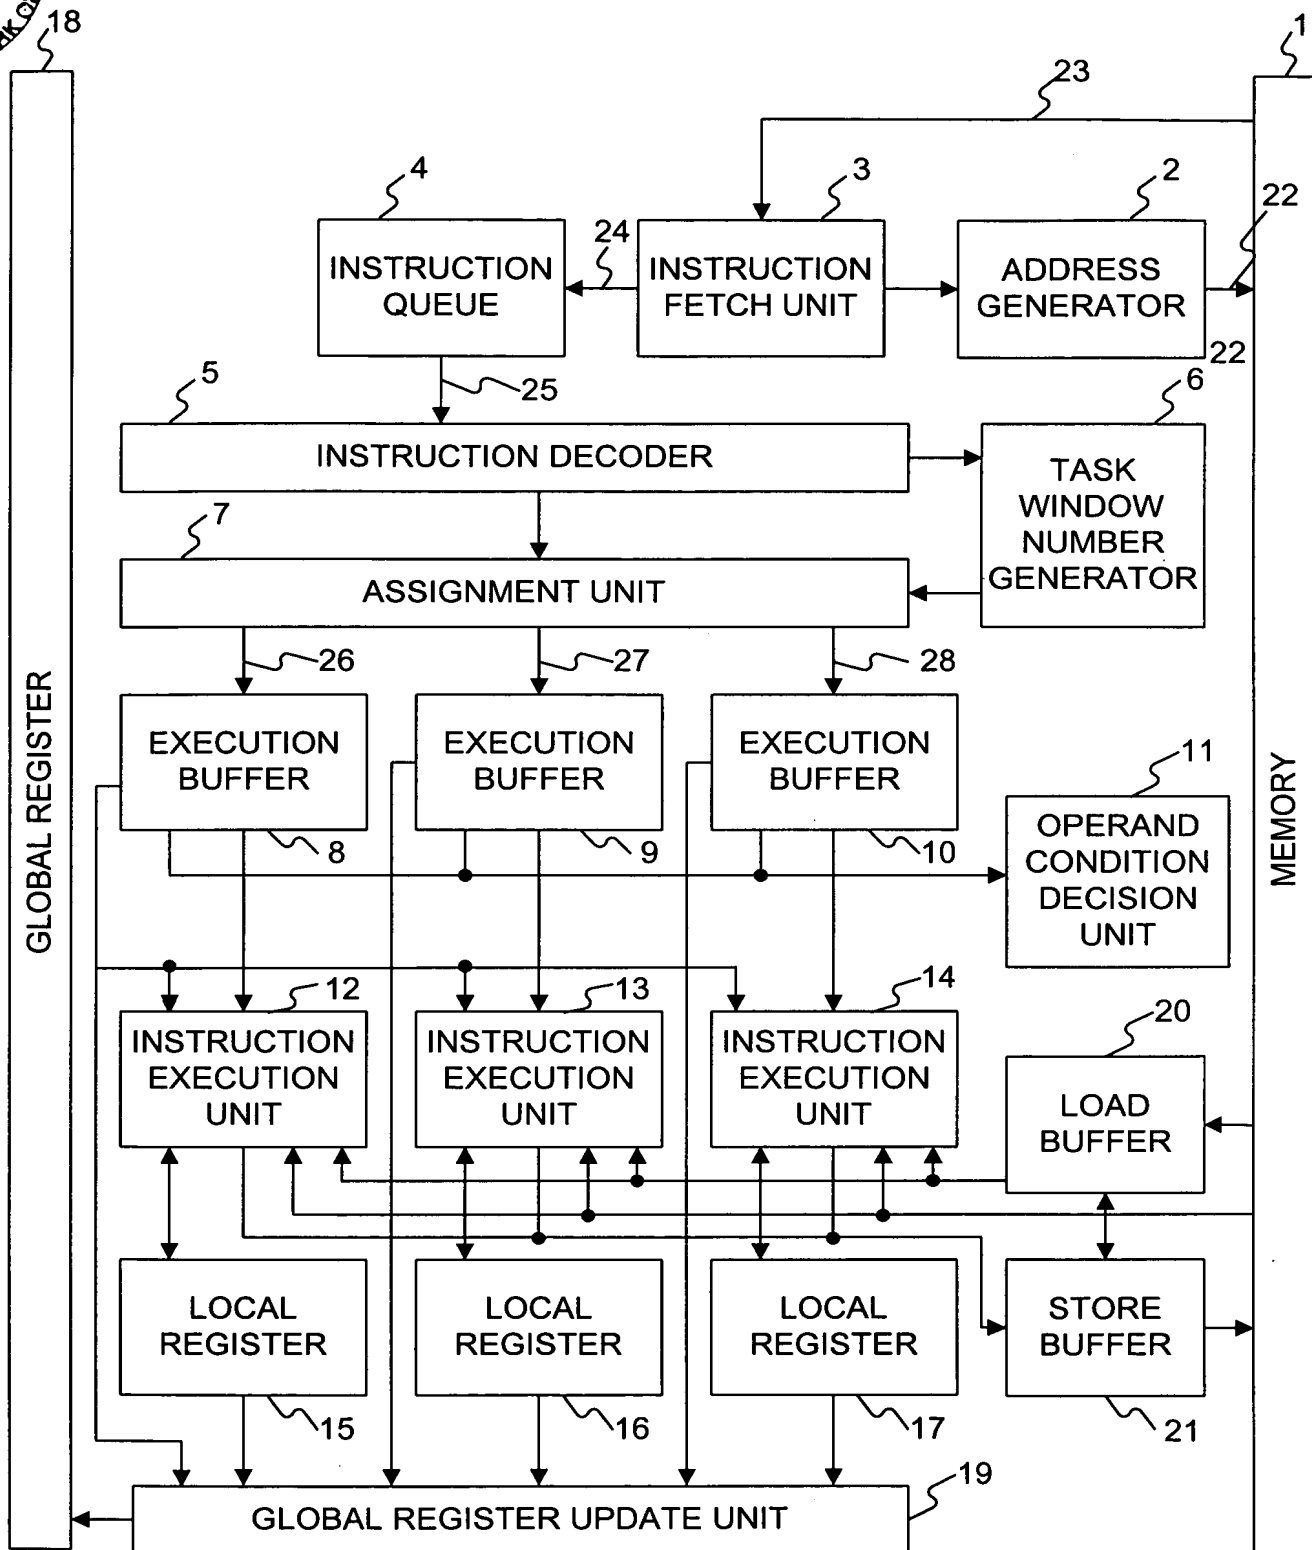 18
1
23
4
3
2
22
24
INSTRUCTION
QUEUE
INSTRUCTION
FETCH UNIT
ADDRESS
GENERATOR
22
5
25
6
INSTRUCTION DECODER
TASK
WINDOW
NUMBER
GENERATOR
7
ASSIGNMENT UNIT
26
27
28
GLOBAL REGISTER
EXECUTION
BUFFER
EXECUTION
BUFFER
EXECUTION
BUFFER
11
MEMORY
8
9
10
OPERAND
CONDITION
DECISION
UNIT
12
13
14
20
INSTRUCTION
EXECUTION
UNIT
INSTRUCTION
EXECUTION
UNIT
INSTRUCTION
EXECUTION
UNIT
LOAD
BUFFER
LOCAL
REGISTER
LOCAL
REGISTER
LOCAL
REGISTER
STORE
BUFFER
15
16
17
21
19
GLOBAL REGISTER UPDATE UNIT